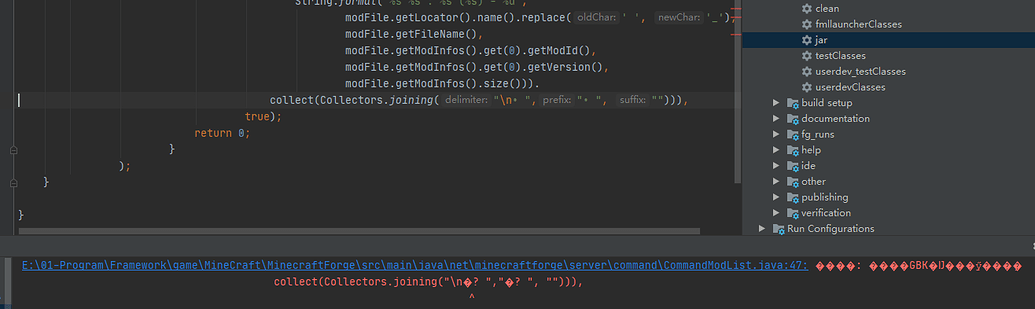 String.format("%s %s : %s (%s) - %d",
modFile.getLocator().name().replace( oldChar: ' ', newChar: '_'),
modFile.getFileName(),
modFile.getModInfos().get(0).getModId(),
modFile.getModInfos().get(0).getVersion(),
modFile.getModInfos().size())).
collect(Collectors.joining( delimiter: "\n• ", prefix: "• ", suffix: ""))),
true);
return 0;
}
);
}
}
clean
fmllauncherClasses
jar
testClasses
userdev_testClasses
userdevClasses
build setup
documentation
fg_runs
help
ide
other
publishing
verification
Run Configurations
E:\01-Program\Framework\game\MineCraft\MinecraftForge\src\main\java\net\minecraftforge\server\command\CommandModList.java:47: ����: ����GBK�Ĳ���ӳ����
collect(Collectors.joining("\n�? ","�? ", ""))),
^